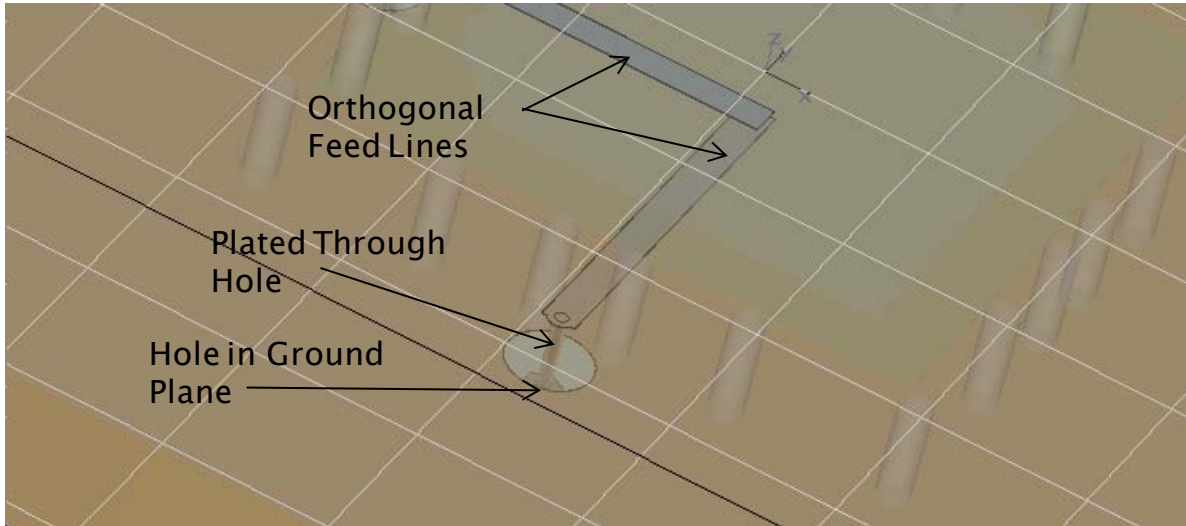 Orthogonal
Feed Lines
Plated Through
Hole
Hole in Ground
Plane
Z
Y
X